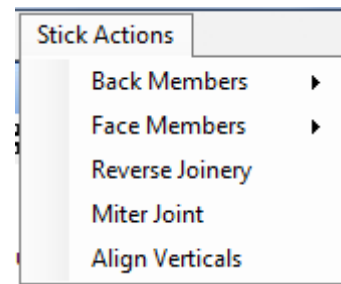 Stick Actions
Back Members
Face Members
Reverse Joinery
Miter Joint
Align Verticals